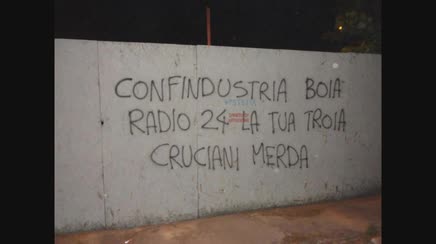 CONFINDUSTRIA BOIA
RADIO 24 LA TUA TROIA
CRUCIANI MERDA